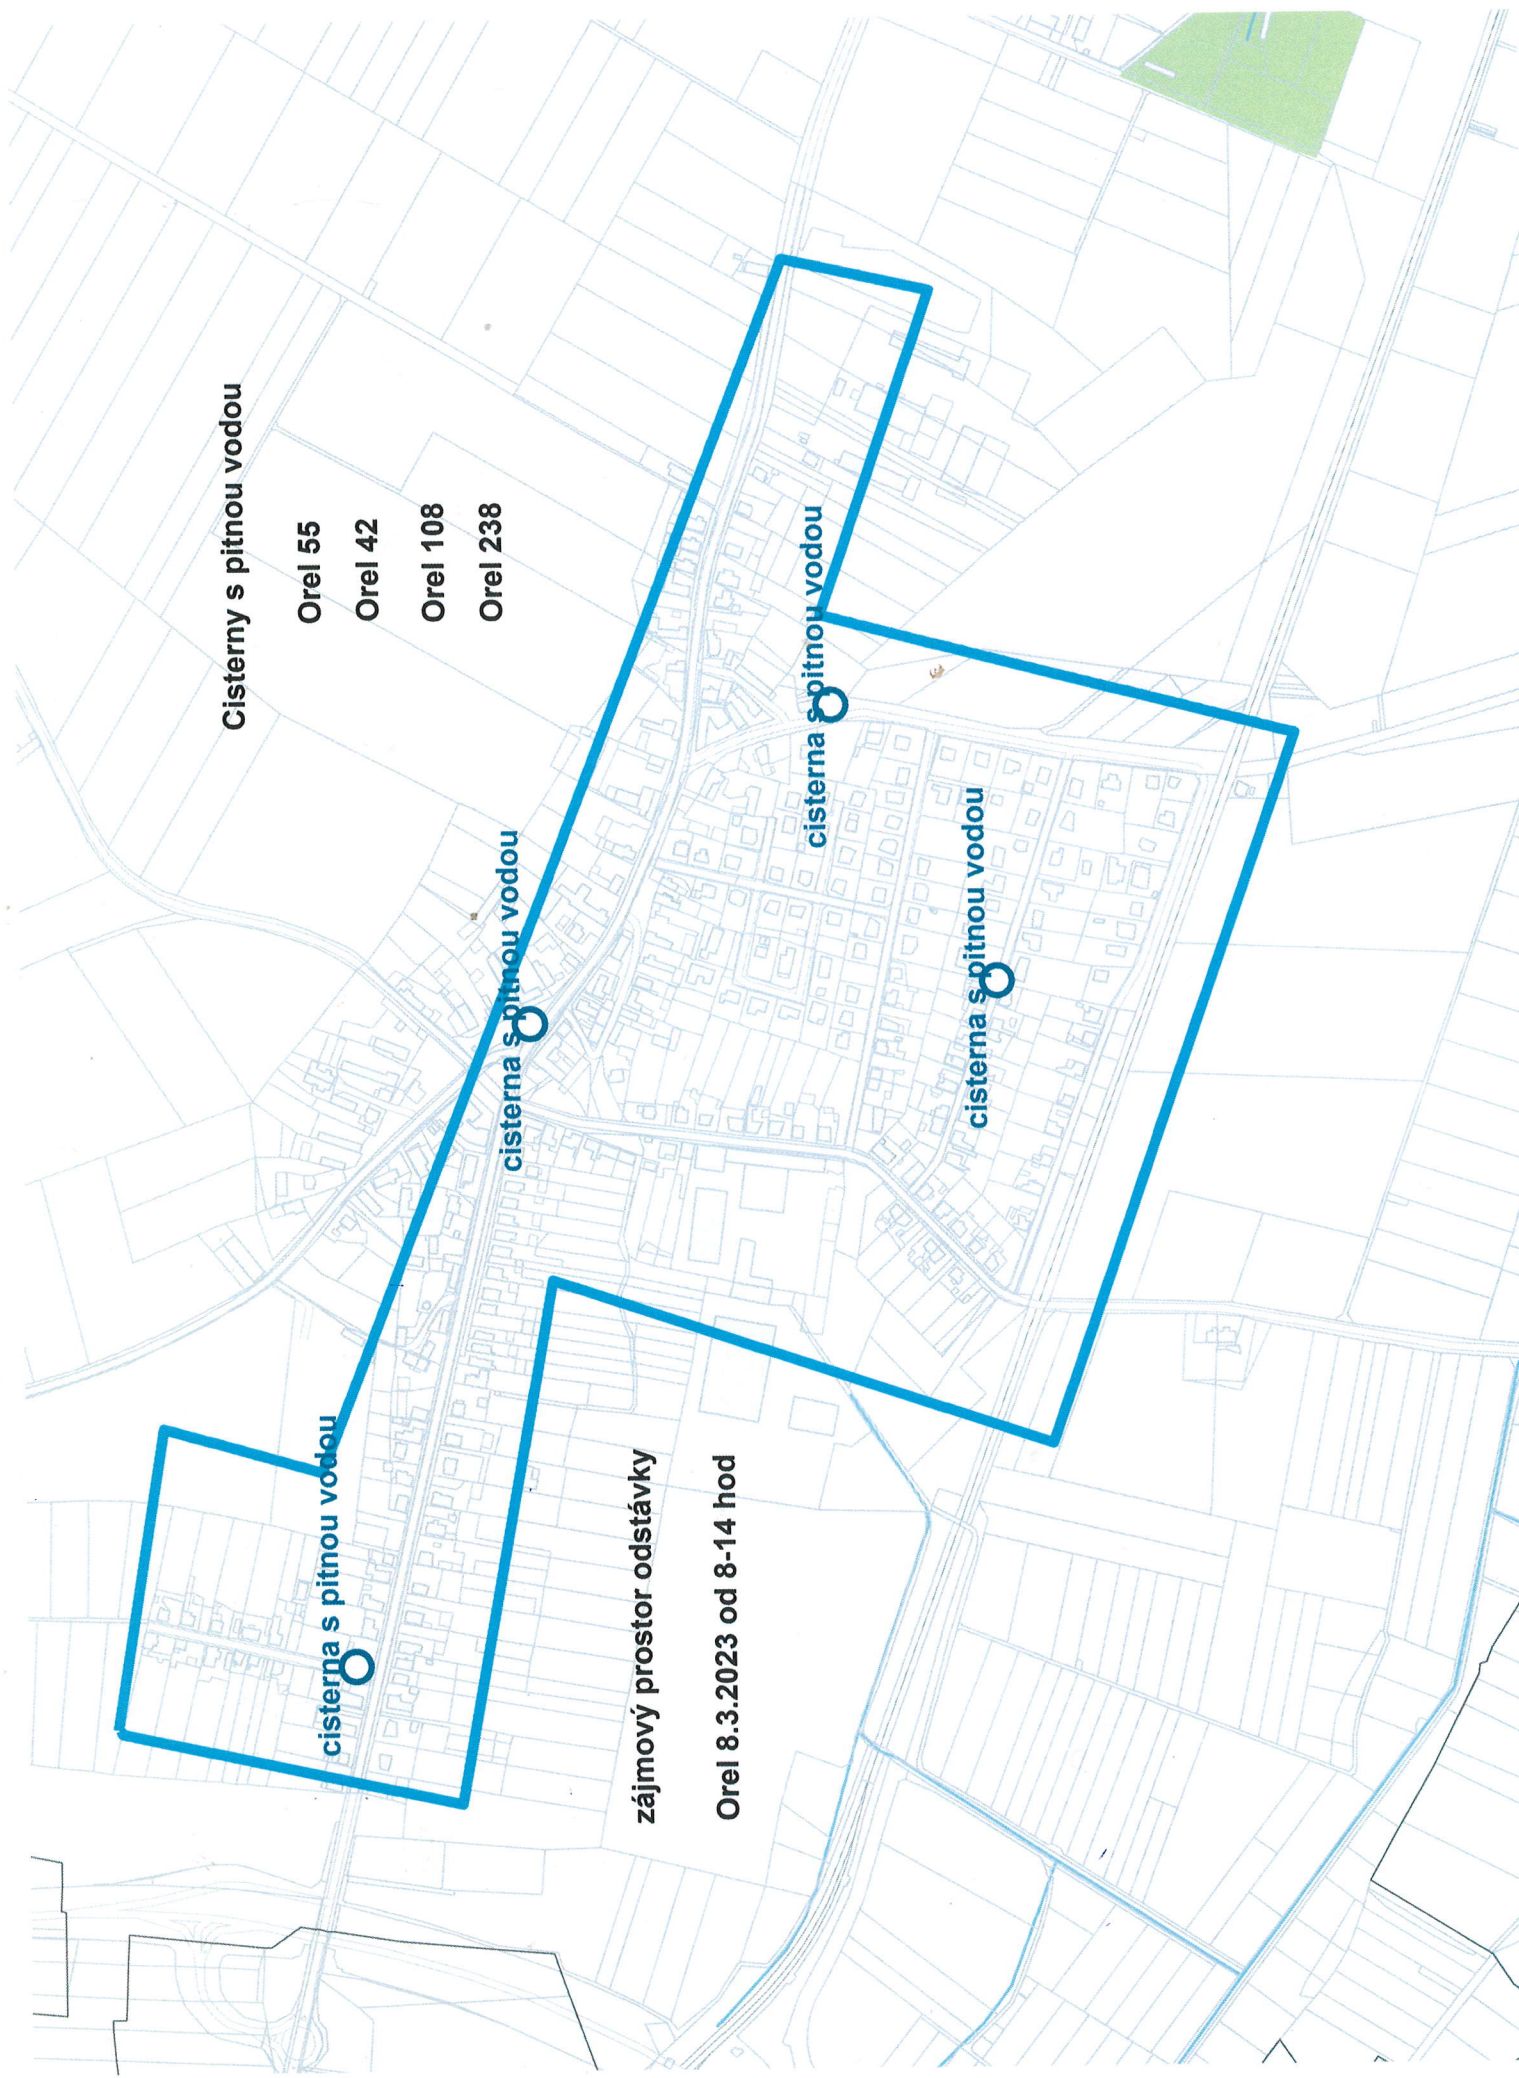 Cisterny s pitnou vodou
Orel 55
Orel 42
Orel 108
Orel 238
cisterna s pitnou vodou
cisterna s pitnou vodou
cisterna s pitnou vodou
cisterna s pitnou vodou
zájmový prostor odstávky
Orel 8.3.2023 od 8-14 hod